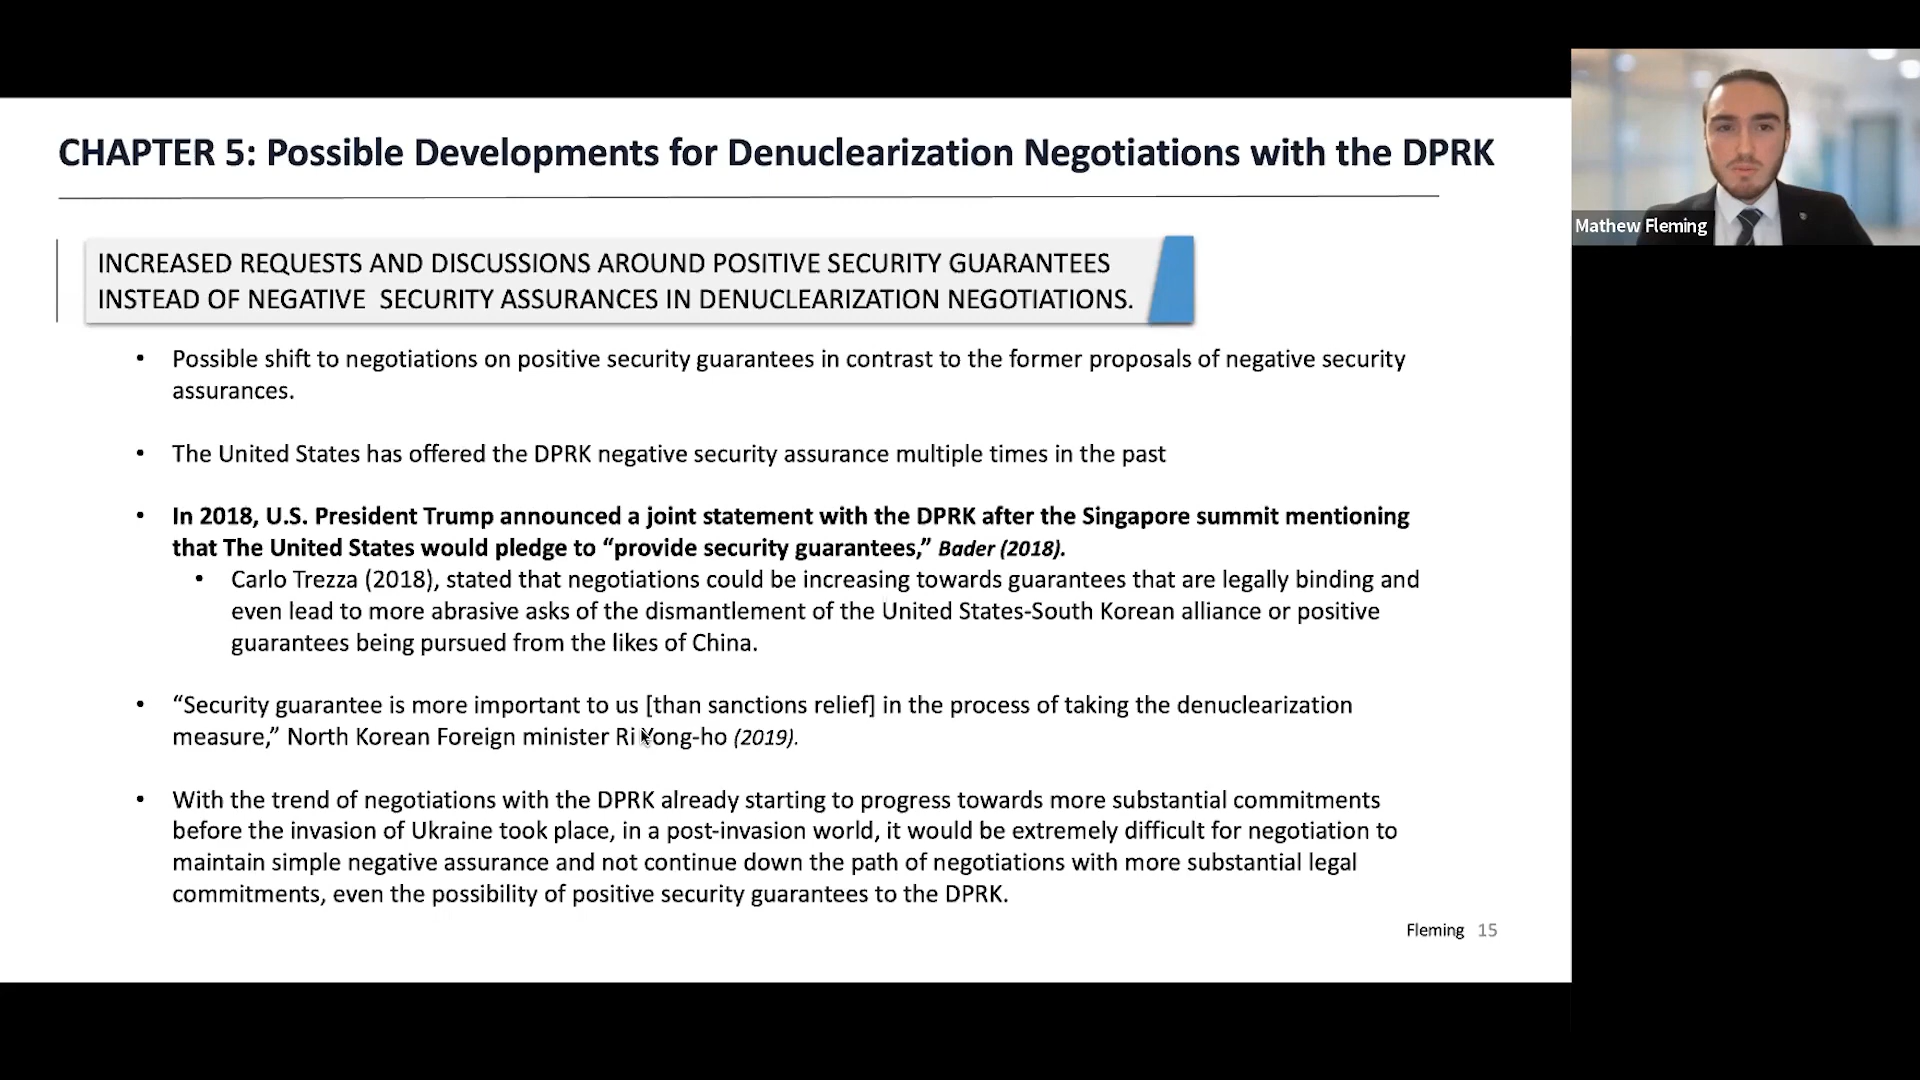 CHAPTER 5: Possible Developments for Denuclearization Negotiations with the DPRK
Mathew Fleming
INCREASED REQUESTS AND DISCUSSIONS AROUND POSITIVE SECURITY GUARANTEES
INSTEAD OF NEGATIVE SECURITY ASSURANCES IN DENUCLEARIZATION NEGOTIATIONS.
• Possible shift to negotiations on positive security guarantees in contrast to the former proposals of negative security
assurances.
• The United States has offered the DPRK negative security assurance multiple times in the past
• In 2018, U.S. President Trump announced a joint statement with the DPRK after the Singapore summit mentioning
that The United States would pledge to “provide security guarantees,” Bader (2018).
• Carlo Trezza (2018), stated that negotiations could be increasing towards guarantees that are legally binding and
even lead to more abrasive asks of the dismantlement of the United States-South Korean alliance or positive
guarantees being pursued from the likes of China.
• “Security guarantee is more important to us [than sanctions relief] in the process of taking the denuclearization
measure,” North Korean Foreign minister Ri Yong-ho (2019).
• With the trend of negotiations with the DPRK already starting to progress towards more substantial commitments
before the invasion of Ukraine took place, in a post-invasion world, it would be extremely difficult for negotiation to
maintain simple negative assurance and not continue down the path of negotiations with more substantial legal
commitments, even the possibility of positive security guarantees to the DPRK.
Fleming 15